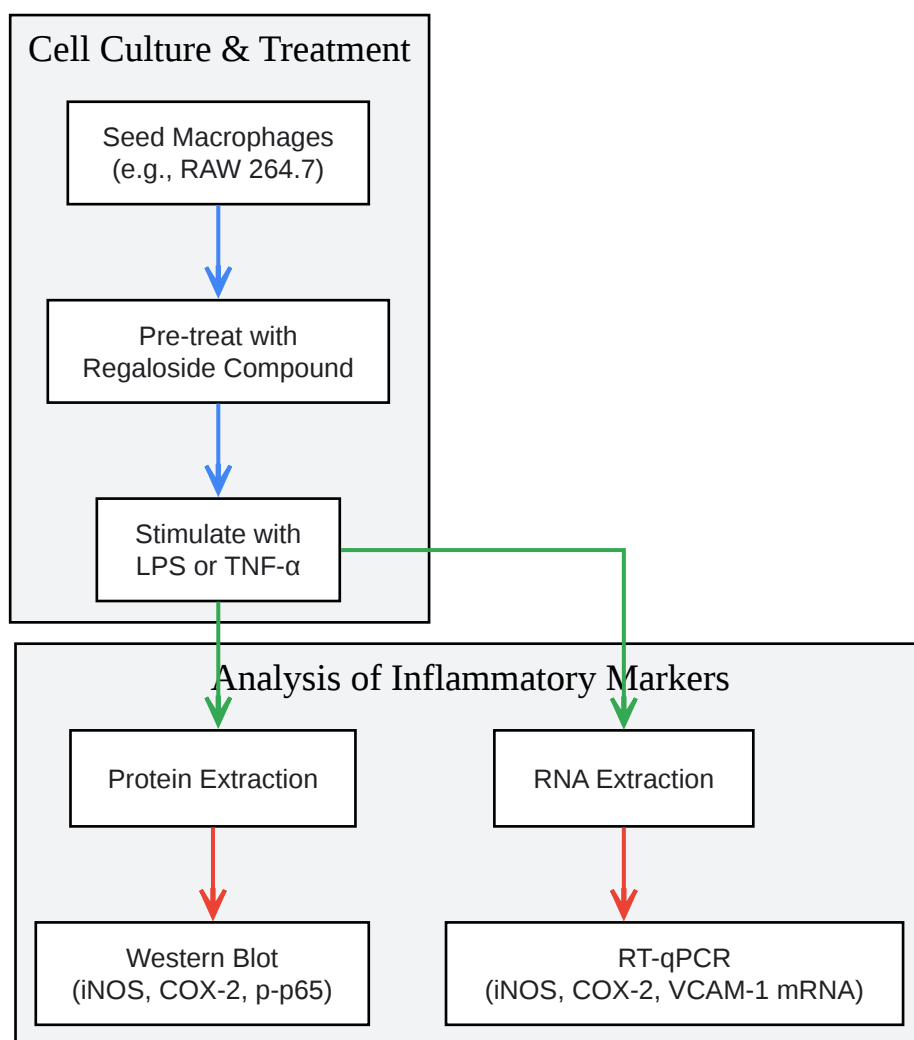 Cell Culture & Treatment
Seed Macrophages
(e.g., RAW 264.7)
Pre-treat with
Regaloside Compound
Stimulate with
LPS or TNF-α
Analysis of Inflammatory Markers
Protein Extraction
RNA Extraction
Western Blot
(iNOS, COX-2, p-p65)
RT-qPCR
(iNOS, COX-2, VCAM-1 mRNA)